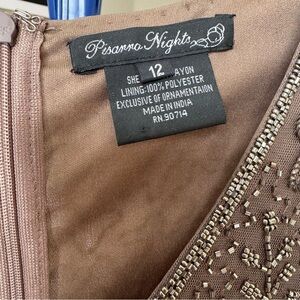 Pisarro Nights
12
SHE AYON
LINING:100% POLYESTER
EXCLUSIVE OF ORNAMENTAION
MADE IN INDIA
RN.90714